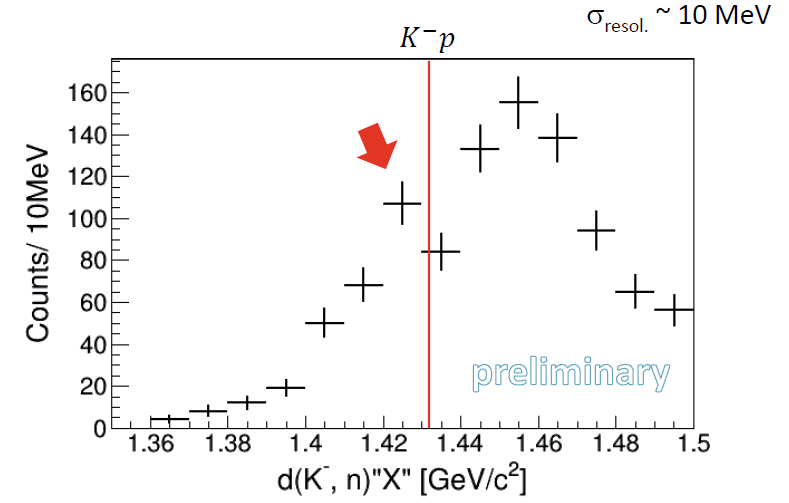 σresol. ~ 10 MeV
K⁻p
Counts/ 10MeV
160
140
120
100
80
60
40
20
0
preliminary
1.36 1.38 1.4 1.42 1.44 1.46 1.48 1.5
d(K⁻, n)"X" [GeV/c²]